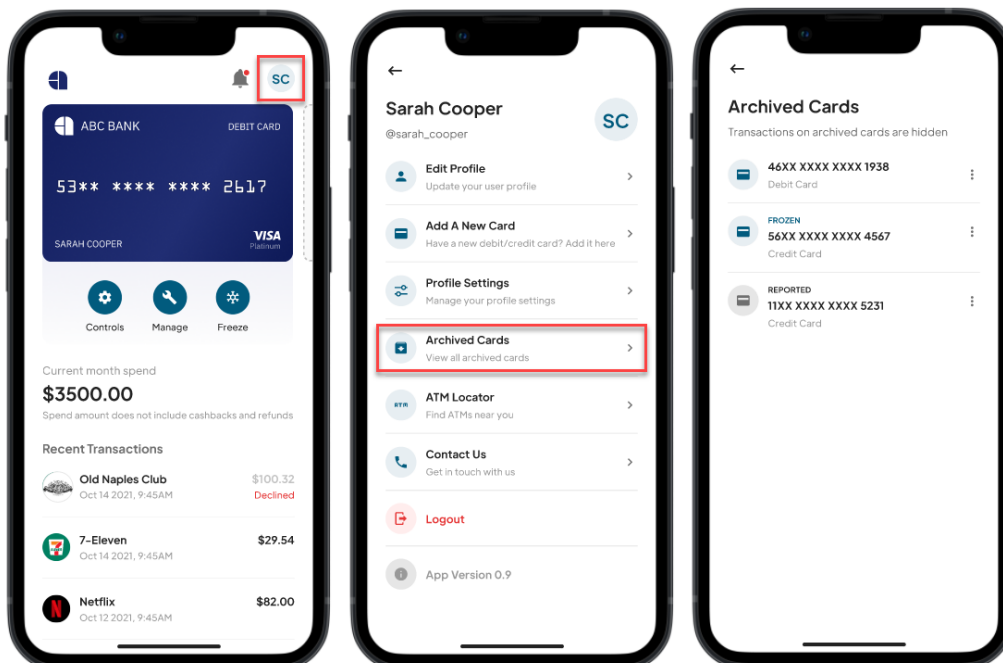 SC
ABC BANK
DEBIT CARD
53** **** **** 2617
SARAH COOPER
VISA
Platinum
Controls
Manage
Freeze
Current month spend
$3500.00
Spend amount does not include cashbacks and refunds
Recent Transactions
Old Naples Club
$100.32
Oct 14 2021, 9:45AM
Declined
7-Eleven
$29.54
Oct 14 2021, 9:45AM
Netflix
$82.00
Oct 12 2021, 9:45AM
Sarah Cooper
@sarah_cooper
SC
Edit Profile
Update your user profile
Add A New Card
Have a new debit/credit card? Add it here
Profile Settings
Manage your profile settings
Archived Cards
View all archived cards
ATM
ATM Locator
Find ATMs near you
Contact Us
Get in touch with us
Logout
App Version 0.9
Archived Cards
Transactions on archived cards are hidden
46XX XXXX XXXX 1938
Debit Card
FROZEN
56XX XXXX XXXX 4567
Credit Card
REPORTED
11XX XXXX XXXX 5231
Credit Card